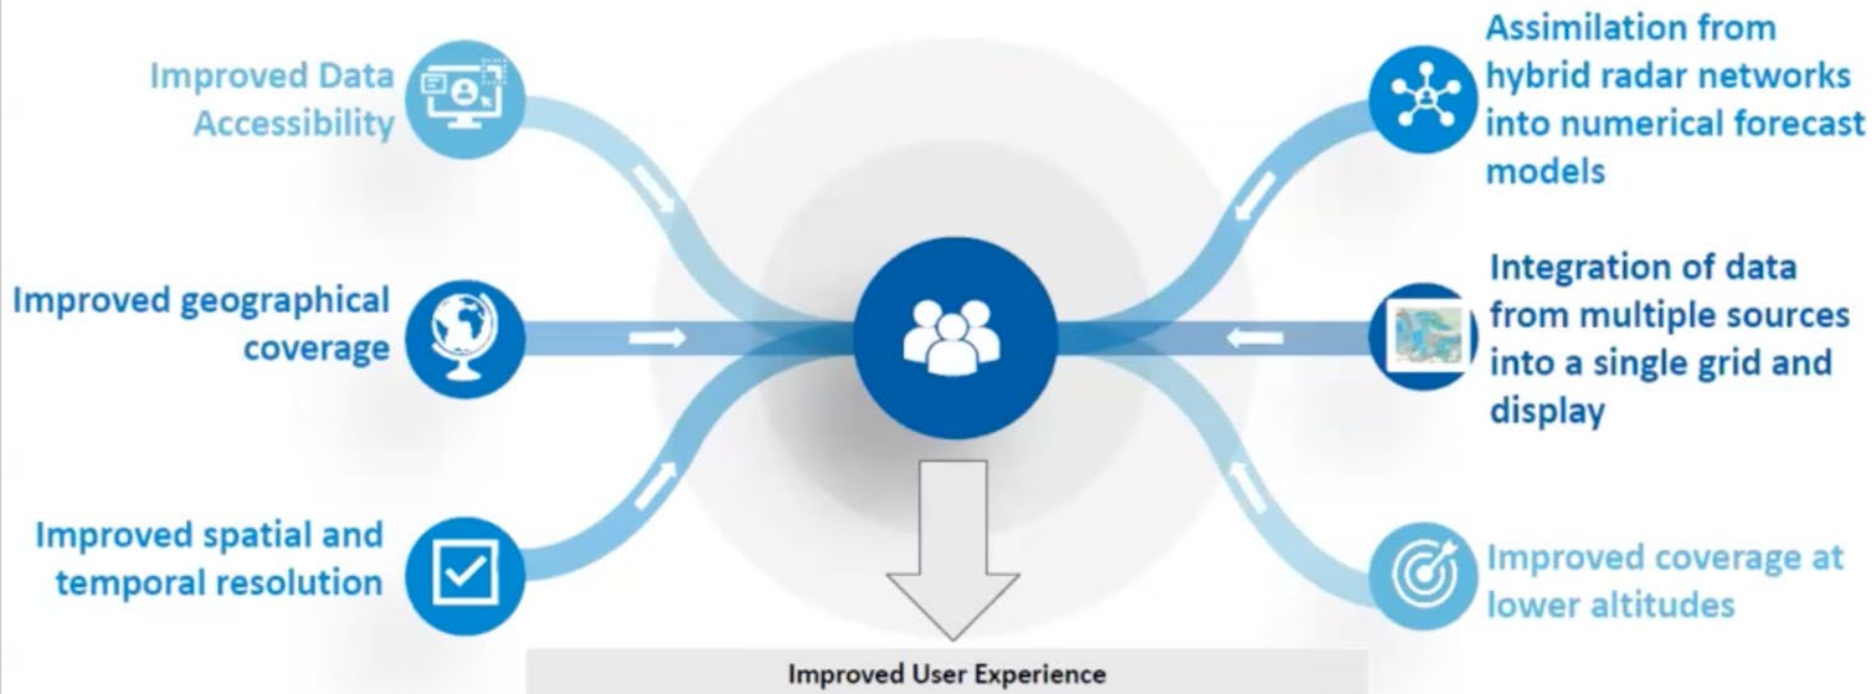 Improved Data
Accessibility
Improved geographical
coverage
Improved spatial and
temporal resolution
Assimilation from
hybrid radar networks
into numerical forecast
models
Integration of data
from multiple sources
into a single grid and
display
Improved coverage at
lower altitudes
Improved User Experience